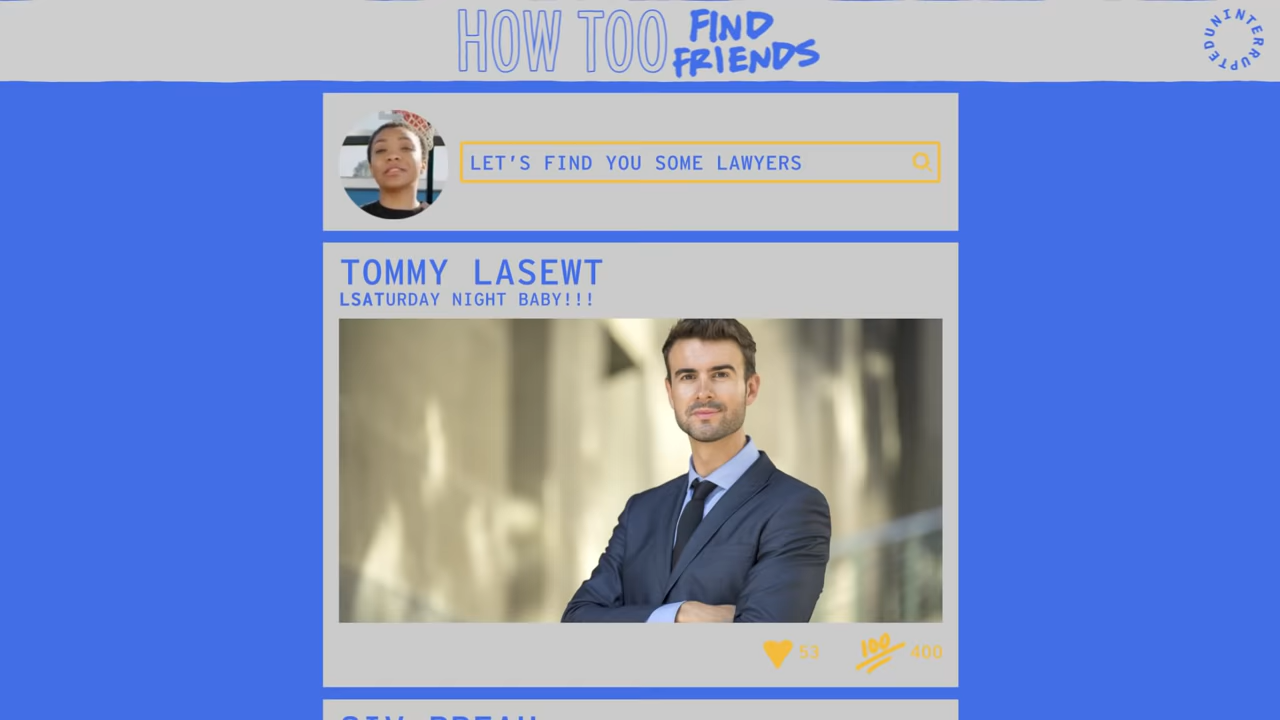 HOW TOO FIND FRIENDS
UNINTERRUPTED
LET'S FIND YOU SOME LAWYERS
TOMMY LASEWT
LSATURDAY NIGHT BABY!!!
53 100 400